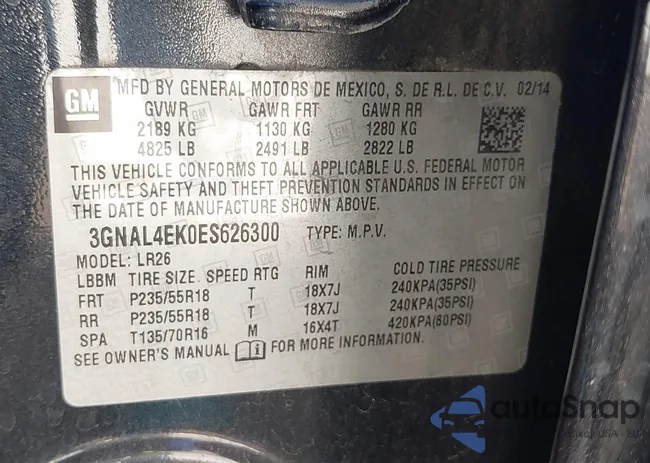 GM
MFD BY GENERAL MOTORS DE MEXICO, S. DE R.L. DE C.V. 02/14
GVWR GAWR FRT GAWR RR
2189 KG 1130 KG 1280 KG
4825 LB 2491 LB 2822 LB
THIS VEHICLE CONFORMS TO ALL APPLICABLE U.S. FEDERAL MOTOR
VEHICLE SAFETY AND THEFT PREVENTION STANDARDS IN EFFECT ON
THE DATE OF MANUFACTURE SHOWN ABOVE.
3GNAL4EK0ES626300 TYPE: M.P.V.
MODEL: LR26
LBBM TIRE SIZE. SPEED RTG RIM COLD TIRE PRESSURE
FRT P235/55R18 T 18X7J 240KPA(35PSI)
RR P235/55R18 T 18X7J 240KPA(35PSI)
SPA T135/70R16 M 16X4T 420KPA(60PSI)
SEE OWNER'S MANUAL FOR MORE INFORMATION.
autoSnap